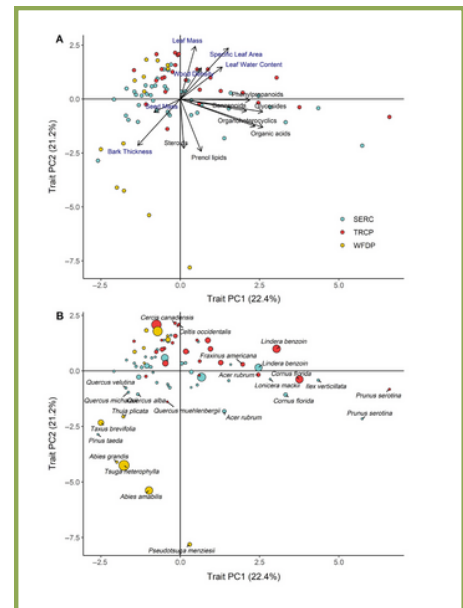 A
2.5
0.0
−2.5
−5.0
−7.5
Trait PC2 (21.2%)
Leaf Mass
Specific Leaf Area
Leaf Water Content
Wood Density
Phenylpropanoids
Seed Mass
Glycosides
Organoheterocyclics
Organic acids
Steroids
Prenol lipids
Bark Thickness
SERC
TRCP
WFDP
−2.5
0.0
2.5
5.0
Trait PC1 (22.4%)
B
2.5
0.0
−2.5
−5.0
−7.5
Trait PC2 (21.2%)
Cercis canadensis
Celtis occidentalis
Lindera benzoin
Fraxinus americana
Lindera benzoin
Quercus velutina
Acer rubrum
Cornus florida
Lonicera mackii
Ilex verticillata
Quercus michauxii
Quercus alba
Cornus florida
Prunus serotina
Thuja plicata
Quercus muehlenbergii
Acer rubrum
Prunus serotina
Taxus brevifolia
Pinus taeda
Abies grandis
Tsuga heterophylla
Abies amabilis
Pseudotsuga menziesii
−2.5
0.0
2.5
5.0
Trait PC1 (22.4%)